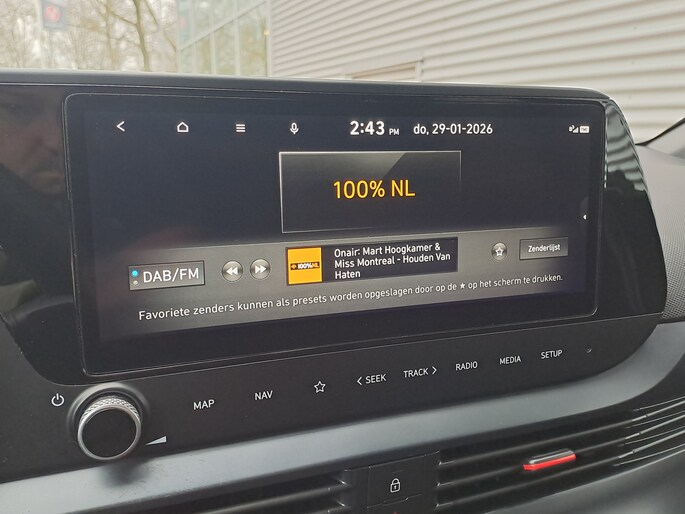 2:43 PM do, 29-01-2026
100% NL
DAB/FM
100%NL
Onair: Mart Hoogkamer &
Miss Montreal - Houden Van
Haten
Zenderlijst
Favoriete zenders kunnen als presets worden opgeslagen door op de ★ op het scherm te drukken.
MAP
NAV
< SEEK
TRACK >
RADIO
MEDIA
SETUP